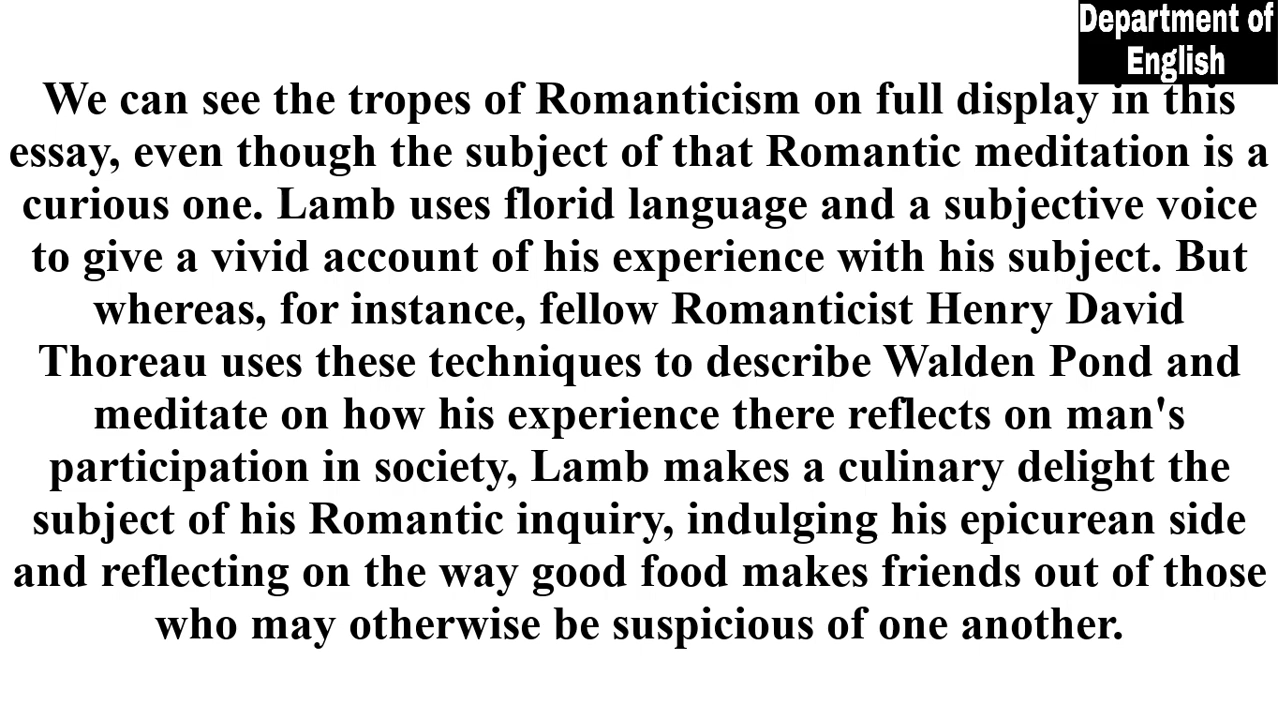 Department of
English
We can see the tropes of Romanticism on full display in this
essay, even though the subject of that Romantic meditation is a
curious one. Lamb uses florid language and a subjective voice
to give a vivid account of his experience with his subject. But
whereas, for instance, fellow Romanticist Henry David
Thoreau uses these techniques to describe Walden Pond and
meditate on how his experience there reflects on man's
participation in society, Lamb makes a culinary delight the
subject of his Romantic inquiry, indulging his epicurean side
and reflecting on the way good food makes friends out of those
who may otherwise be suspicious of one another.